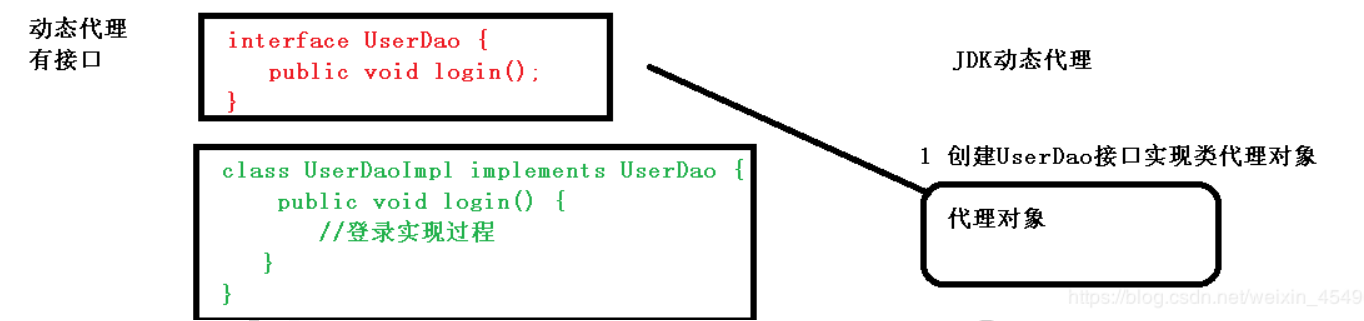 动态代理
有接口
interface UserDao {
public void login();
}
JDK动态代理
class UserDaoImpl implements UserDao {
public void login() {
//登录实现过程
}
}
1 创建UserDao接口实现类代理对象
代理对象
https://blog.csdn.net/weixin_4549